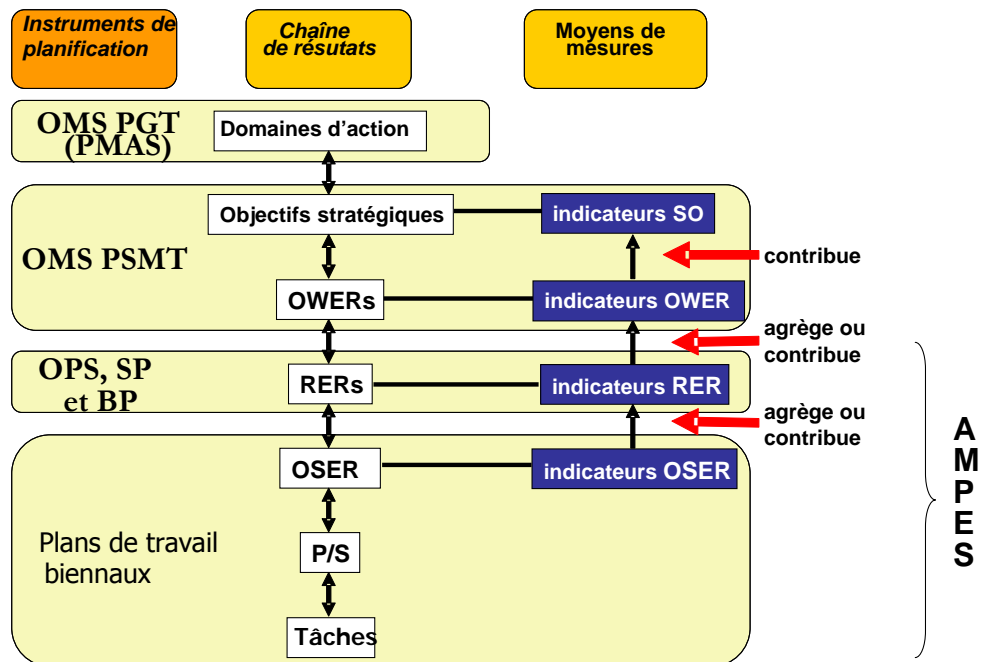 Instruments de
planification
Chaîne
de résutats
Moyens de
mesures
OMS PGT
(PMAS)
Domaines d'action
OMS PSMT
Objectifs stratégiques
indicateurs SO
contribue
OWERs
indicateurs OWER
agrège ou
contribue
OPS, SP
et BP
RERs
indicateurs RER
agrège ou
contribue
OSER
indicateurs OSER
Plans de travail
biennaux
P/S
Tâches
A
M
P
E
S